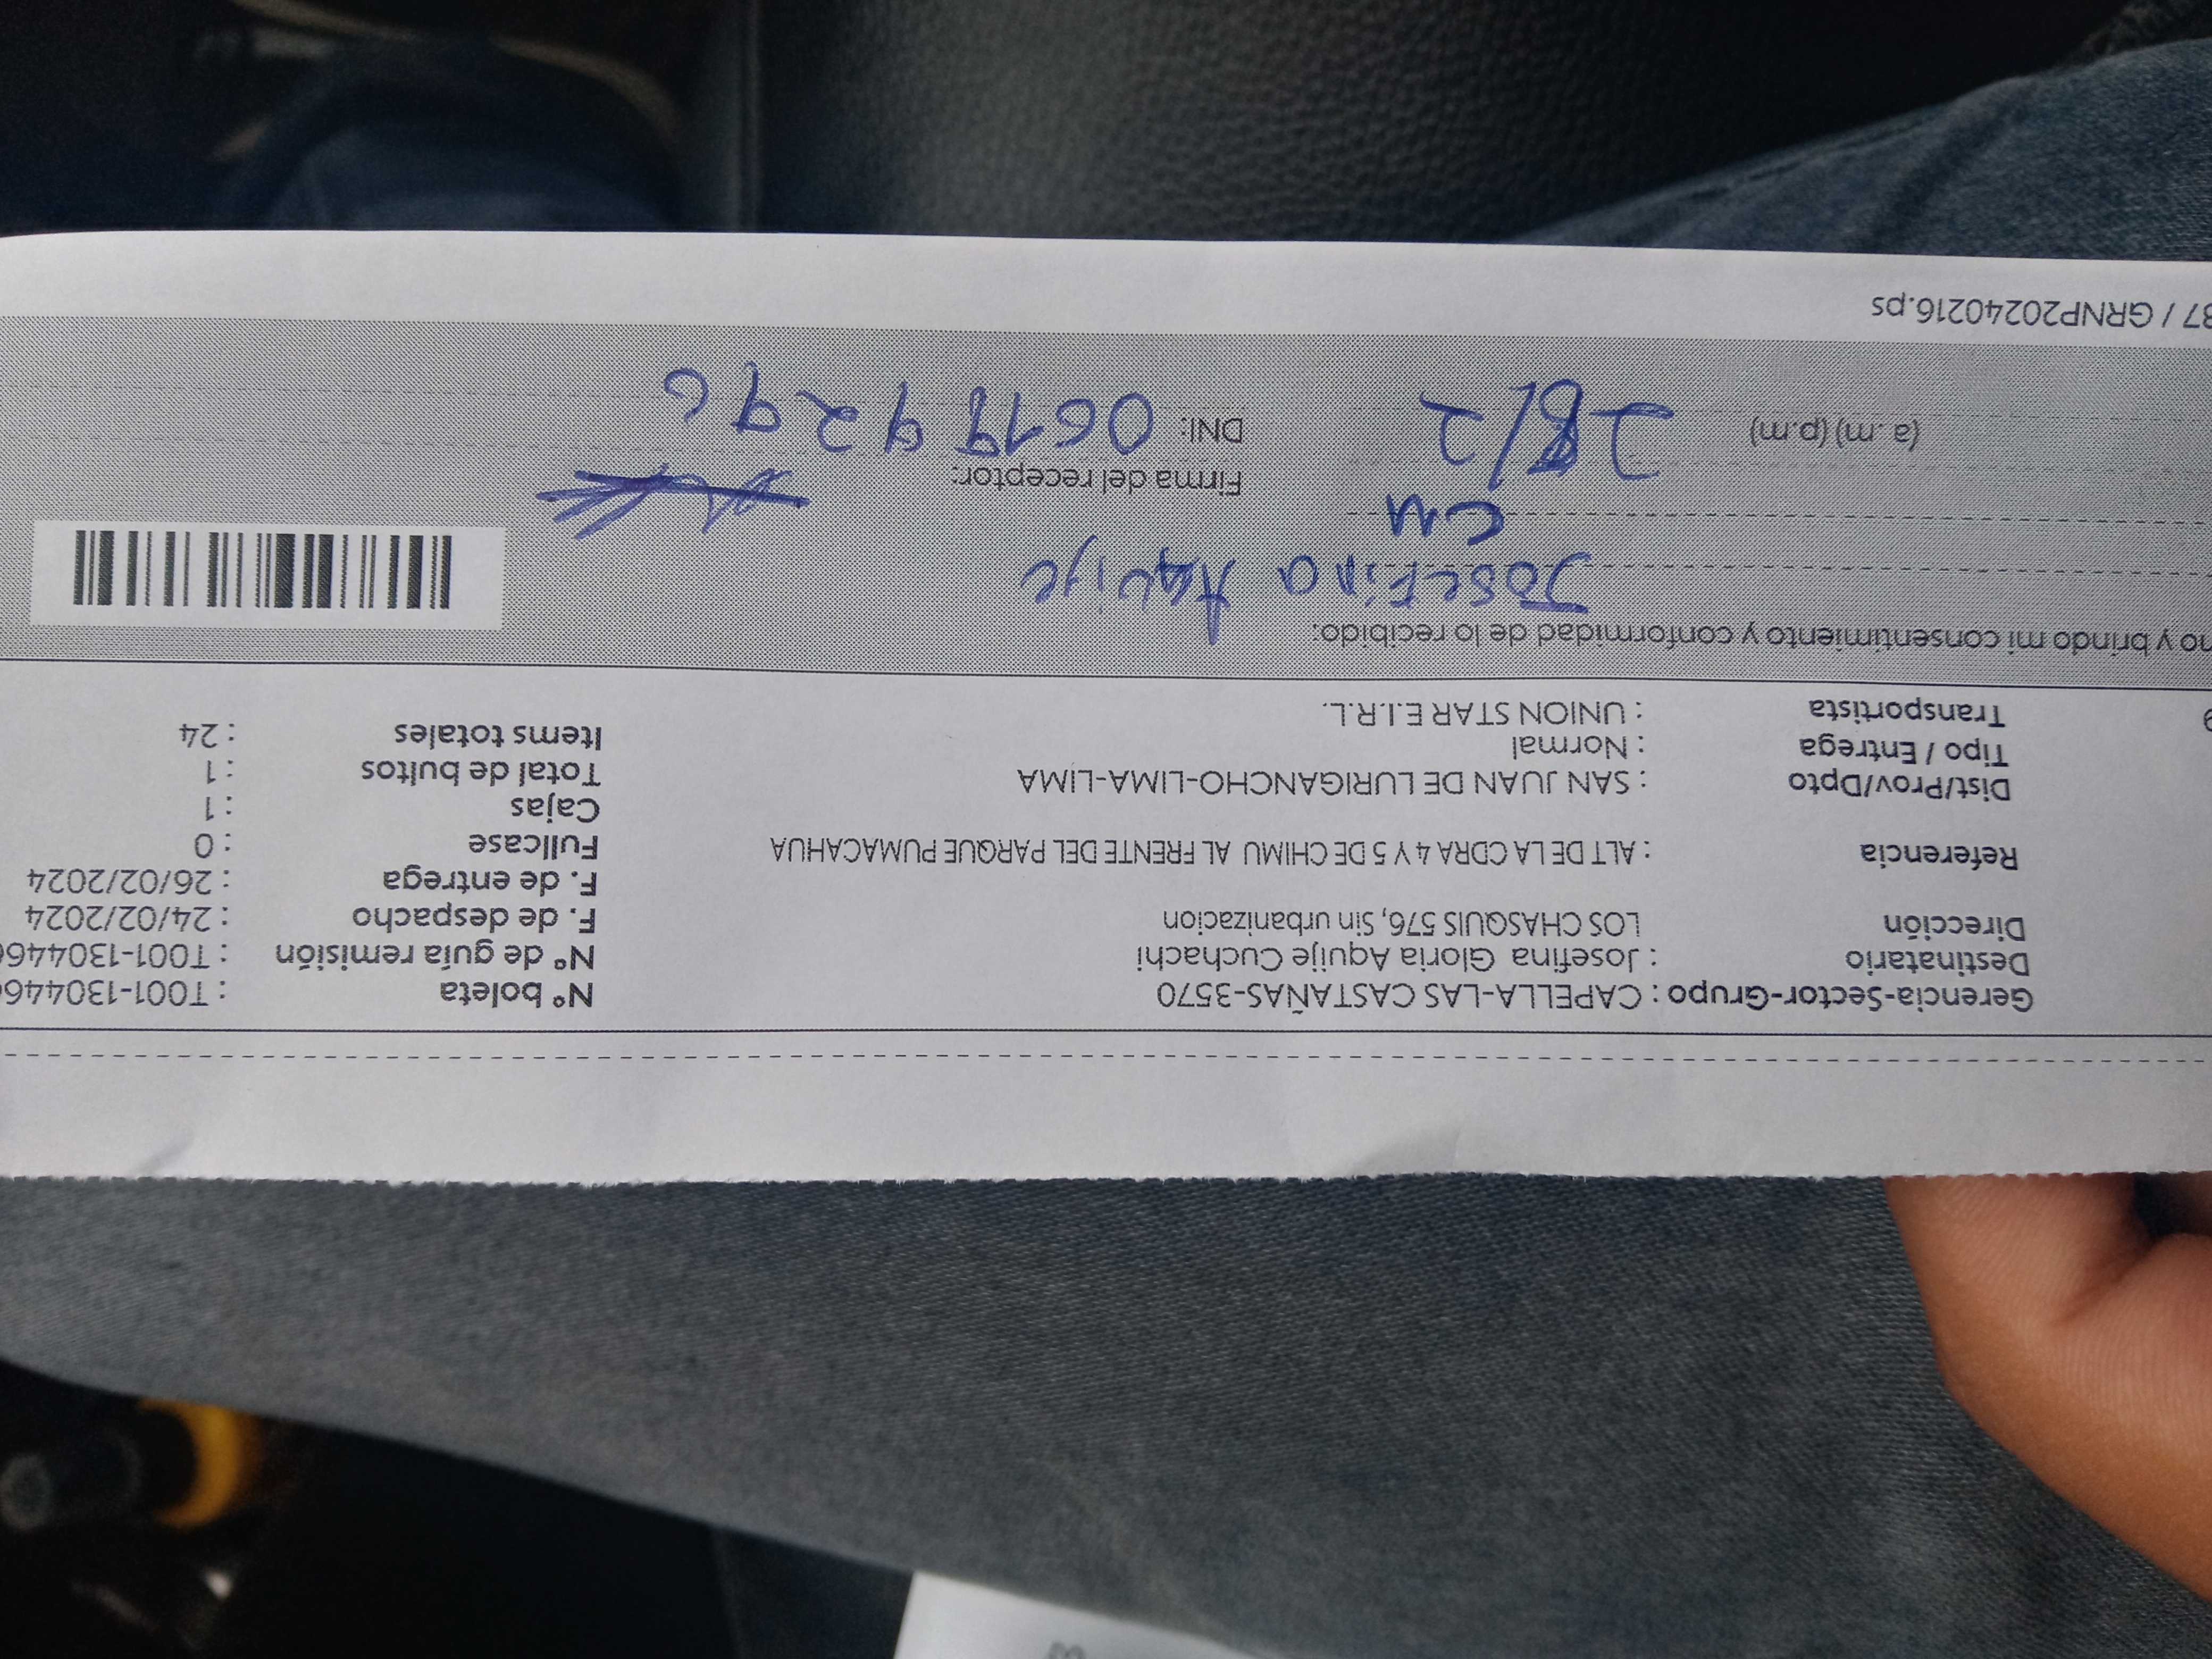 Gerencia-Sector-Grupo : CAPELLA-LAS CASTAÑAS-3570
Destinatario : Josefina Gloria Aquije Cuchachi
Dirección LOS CHASQUIS 576, Sin urbanizacion
Referencia : ALT DE LA CDRA 4 Y 5 DE CHIMU AL FRENTE DEL PARQUE PUMACAHUA
Dist/Prov/Dpto : SAN JUAN DE LURIGANCHO-LIMA-LIMA
Tipo / Entrega : Normal
Transportista : UNION STAR E.I.R.L.
N° boleta : T001-130446
N° de guía remisión : T001-130446
F. de despacho : 24/02/2024
F. de entrega : 26/02/2024
Fullcase : 0
Cajas : 1
Total de bultos : 1
Items totales : 24
y brindo mi consentimiento y conformidad de lo recibido:
Josefina Aquije
Cu
Firma del receptor:
(a. m) (p.m) 28/2
DNI: 06199296
37 / GRNP20240216.ps